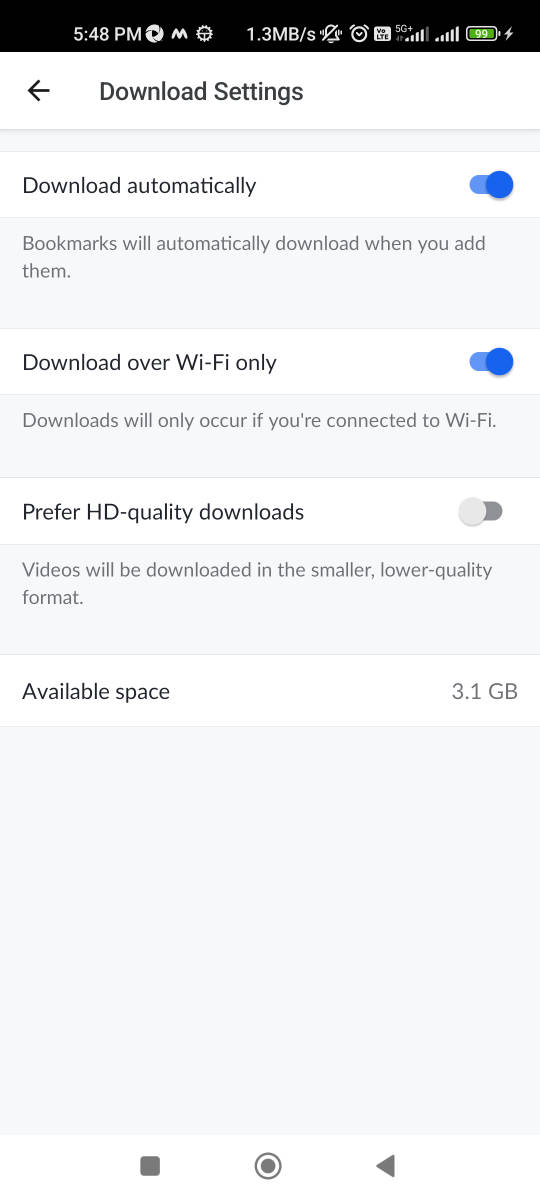 5:48 PM 1.3MB/s Vo LTE 5G+ 99
Download Settings
Download automatically
Bookmarks will automatically download when you add
them.
Download over Wi-Fi only
Downloads will only occur if you're connected to Wi-Fi.
Prefer HD-quality downloads
Videos will be downloaded in the smaller, lower-quality
format.
Available space 3.1 GB